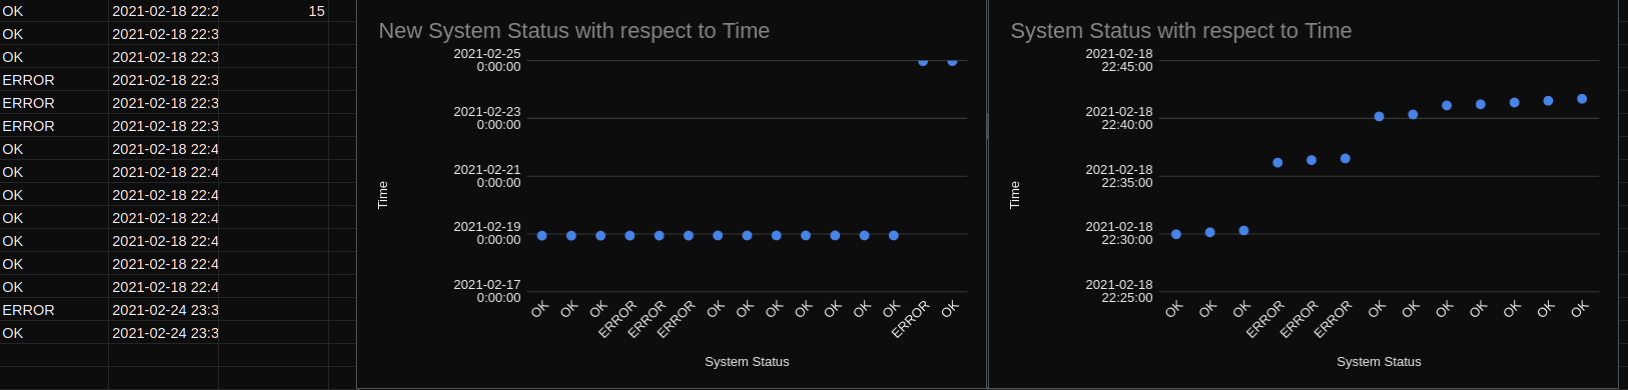 OK 2021-02-18 22:2 15
OK 2021-02-18 22:3
OK 2021-02-18 22:3
ERROR 2021-02-18 22:3
ERROR 2021-02-18 22:3
ERROR 2021-02-18 22:3
OK 2021-02-18 22:4
OK 2021-02-18 22:4
OK 2021-02-18 22:4
OK 2021-02-18 22:4
OK 2021-02-18 22:4
OK 2021-02-18 22:4
OK 2021-02-18 22:4
ERROR 2021-02-24 23:3
OK 2021-02-24 23:3
New System Status with respect to Time
2021-02-25
0:00:00
2021-02-23
0:00:00
2021-02-21
0:00:00
2021-02-19
0:00:00
2021-02-17
0:00:00
Time
OK OK OK ERROR ERROR ERROR OK OK OK OK OK OK OK ERROR OK
System Status
System Status with respect to Time
2021-02-18
22:45:00
2021-02-18
22:40:00
2021-02-18
22:35:00
2021-02-18
22:30:00
2021-02-18
22:25:00
Time
OK OK OK ERROR ERROR ERROR OK OK OK OK OK OK OK
System Status